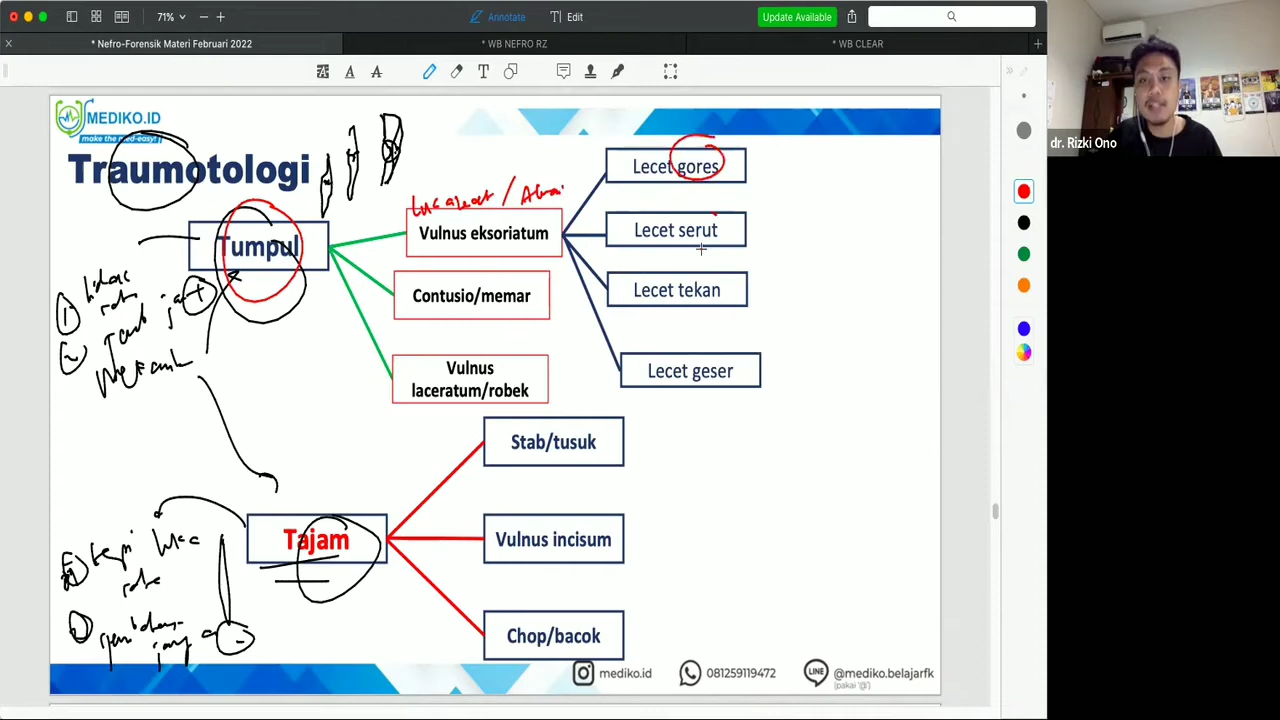 71%
Annotate
Edit
Update Available
* Nefro-Forensik Materi Februari 2022
* WB NEFRO RZ
* WB CLEAR
MEDIKO.ID
make the med-easy!
dr. Rizki Ono
Traumotologi
Lecet gores
Tumpul
Vulnus eksoriatum
Lecet serut
Contusio/memar
Lecet tekan
Vulnus
laceratum/robek
Lecet geser
Stab/tusuk
Tajam
Vulnus incisum
Chop/bacok
mediko.id
081259119472
@mediko.belajarfk
(pakai '@')